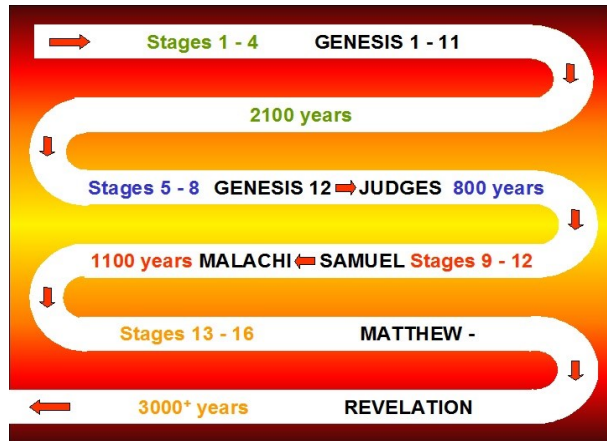 Stages 1 - 4 GENESIS 1 - 11
2100 years
Stages 5 - 8 GENESIS 12 JUDGES 800 years
1100 years MALACHI SAMUEL Stages 9 - 12
Stages 13 - 16 MATTHEW -
3000+ years REVELATION